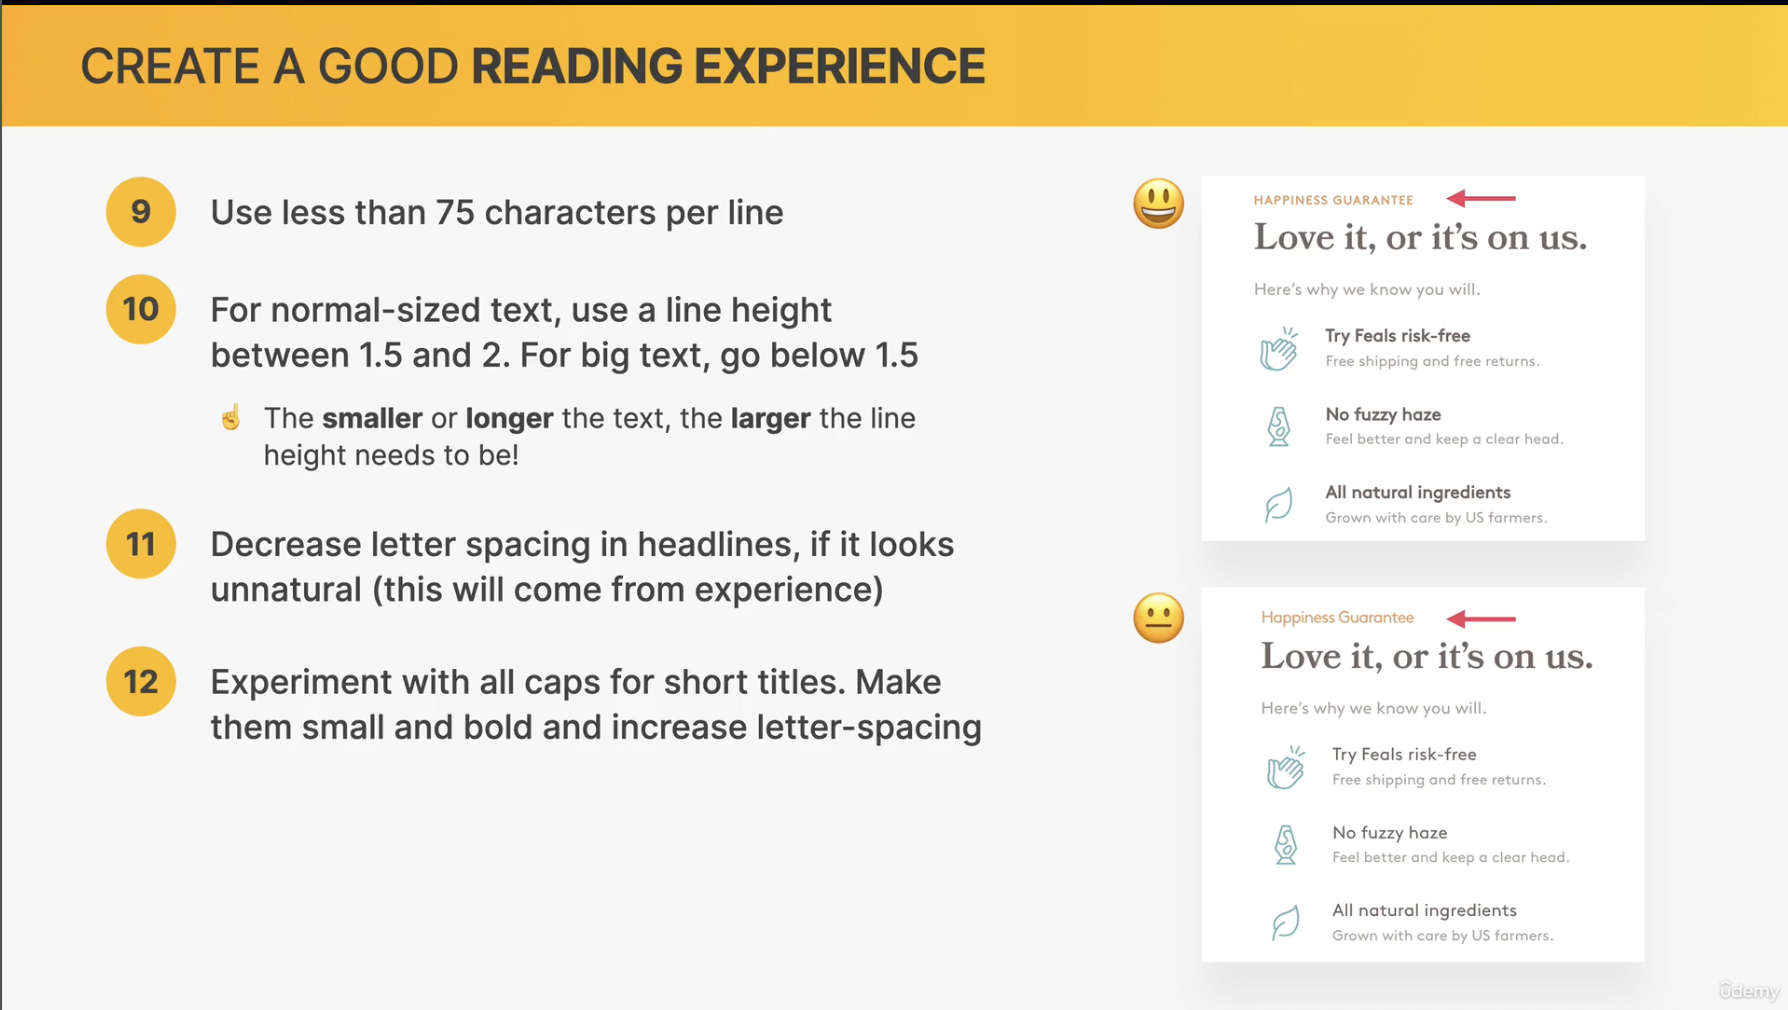 CREATE A GOOD READING EXPERIENCE
9
Use less than 75 characters per line
10
For normal-sized text, use a line height
between 1.5 and 2. For big text, go below 1.5
The smaller or longer the text, the larger the line
height needs to be!
11
Decrease letter spacing in headlines, if it looks
unnatural (this will come from experience)
12
Experiment with all caps for short titles. Make
them small and bold and increase letter-spacing
HAPPINESS GUARANTEE
Love it, or it’s on us.
Here’s why we know you will.
Try Feals risk-free
Free shipping and free returns.
No fuzzy haze
Feel better and keep a clear head.
All natural ingredients
Grown with care by US farmers.
Happiness Guarantee
Love it, or it’s on us.
Here’s why we know you will.
Try Feals risk-free
Free shipping and free returns.
No fuzzy haze
Feel better and keep a clear head.
All natural ingredients
Grown with care by US farmers.
ûdemy